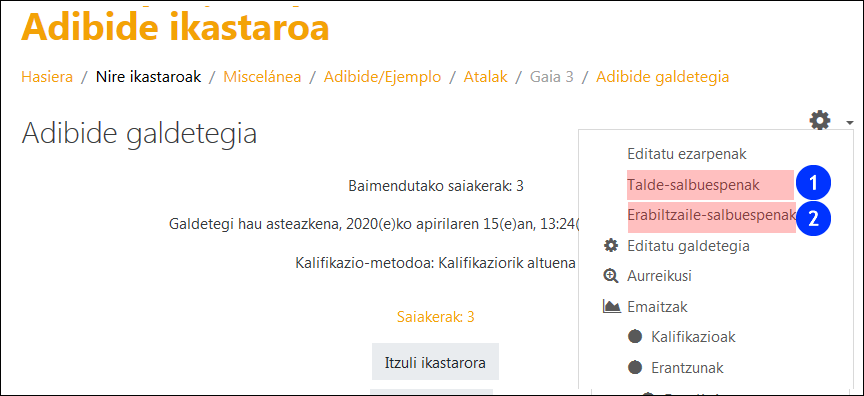 Adibide ikastaroa
Hasiera / Nire ikastaroak / Miscelánea / Adibide/Ejemplo / Atalak / Gaia 3 / Adibide galdetegia
Adibide galdetegia
Baimendutako saiakerak: 3
Galdetegi hau asteazkena, 2020(e)ko apirilaren 15(e)an, 13:24(
Kalifikazio-metodoa: Kalifikaziorik altuena
Saiakerak: 3
Itzuli ikastarora
Editatu ezarpenak
Talde-salbuespenak 1
Erabiltzaile-salbuespenak 2
Editatu galdetegia
Aurreikusi
Emaitzak
Kalifikazioak
Erantzunak